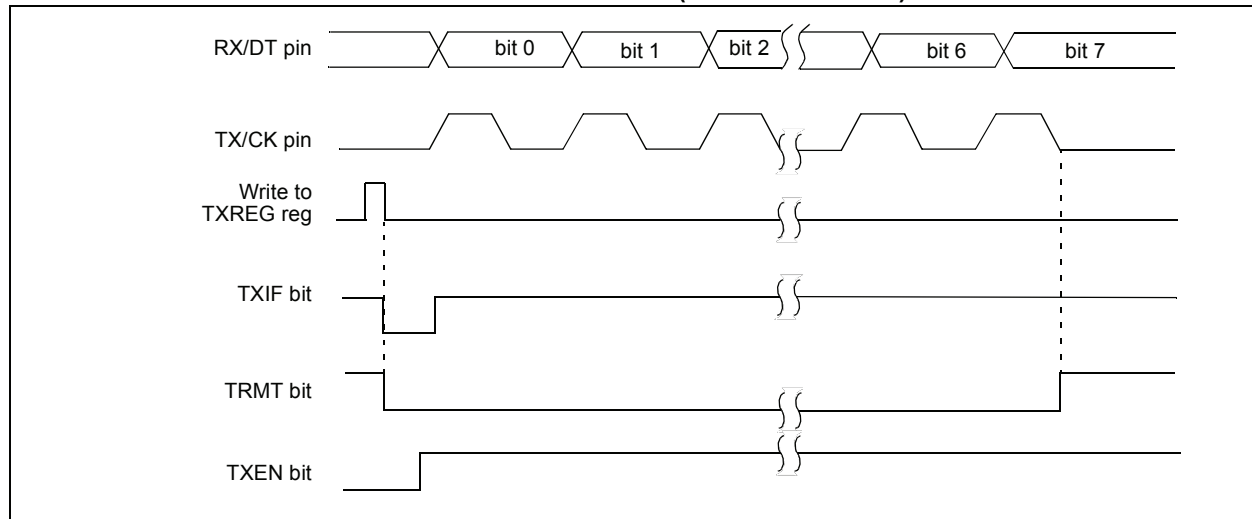 RX/DT pin
bit 0
bit 1
bit 2
bit 6
bit 7
TX/CK pin
Write to
TXREG reg
TXIF bit
TRMT bit
TXEN bit